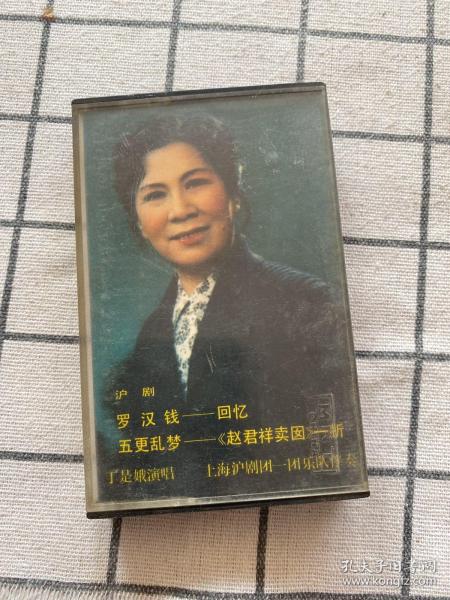 沪 剧
罗 汉 钱——回忆
五更乱梦——《赵君祥卖囡》一折
丁是娥演唱 上海沪剧团一团乐队伴奏
孔夫子旧书网
kongfz.com